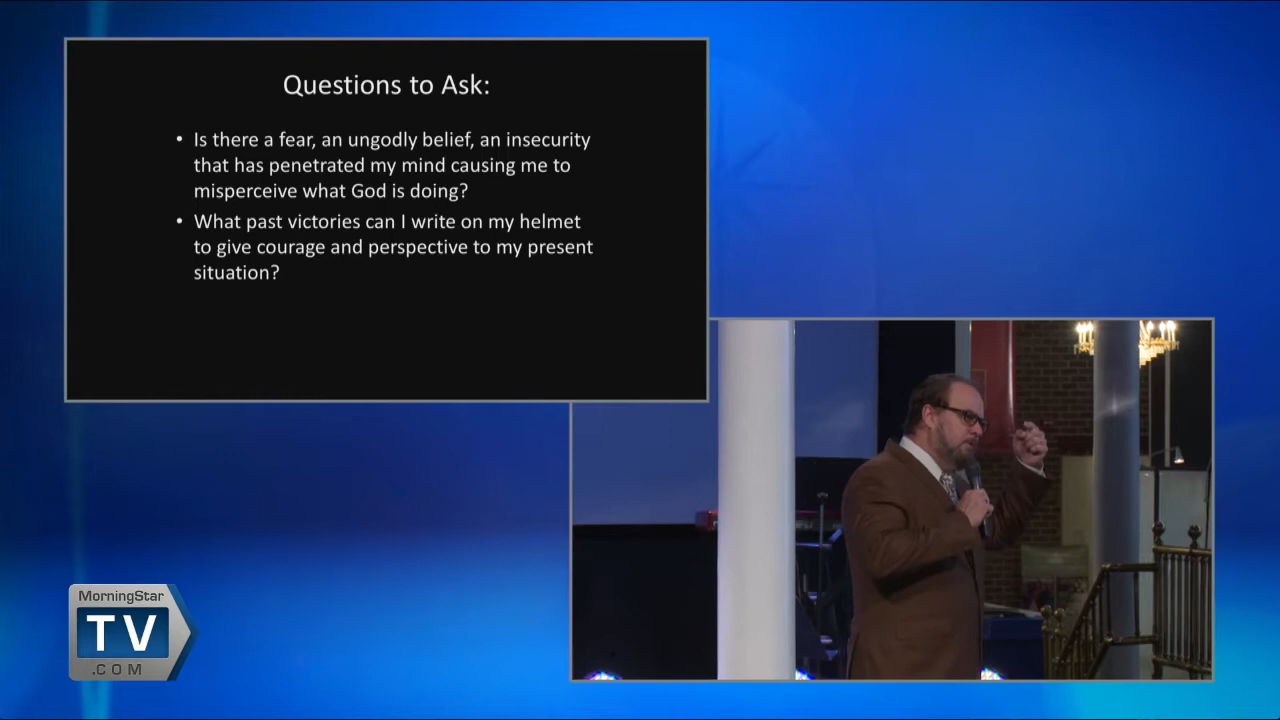 Questions to Ask:
• Is there a fear, an ungodly belief, an insecurity
that has penetrated my mind causing me to
misperceive what God is doing?
• What past victories can I write on my helmet
to give courage and perspective to my present
situation?
MorningStar
TV
.COM